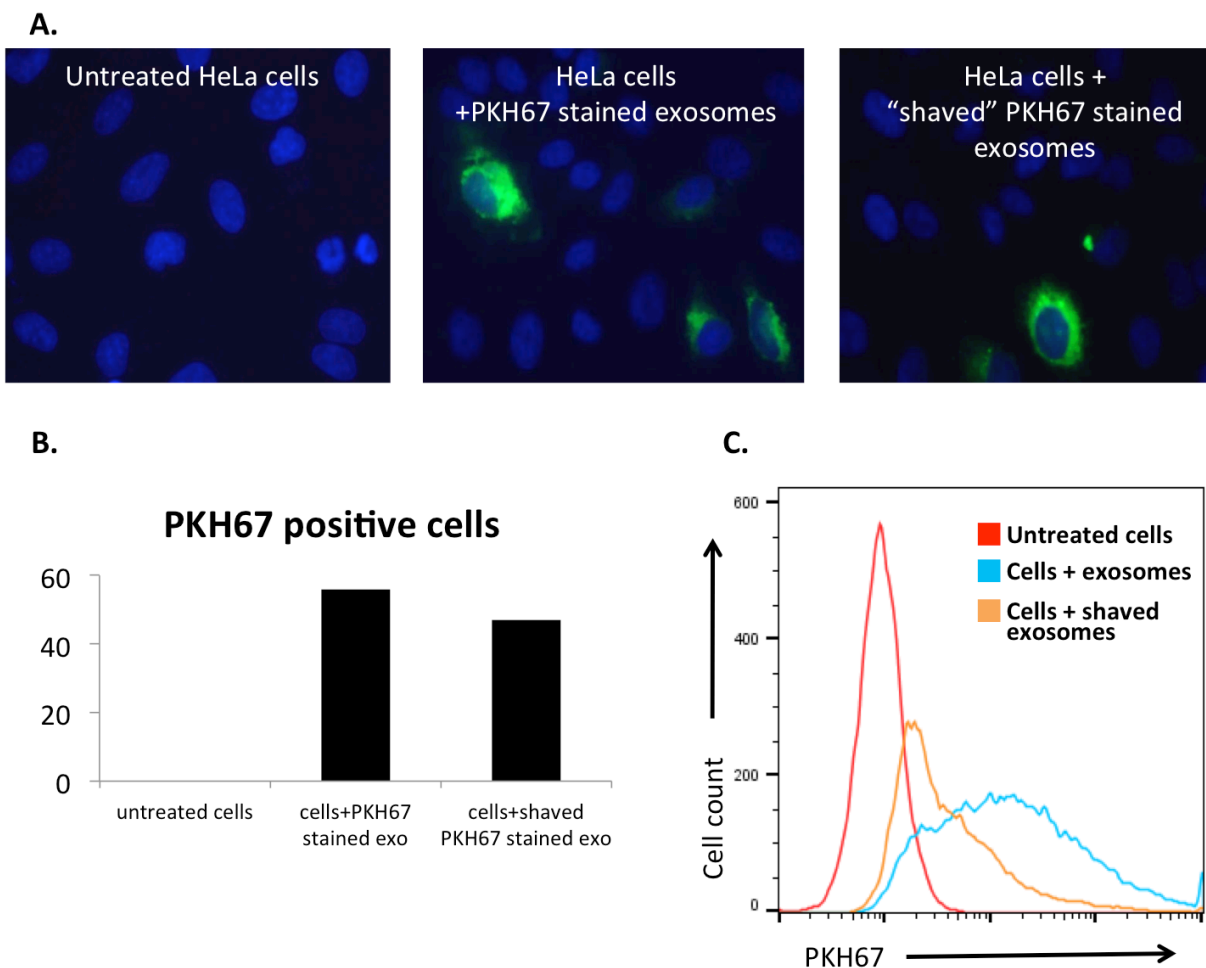 A.
Untreated HeLa cells
HeLa cells
+PKH67 stained exosomes
HeLa cells +
“shaved” PKH67 stained
exosomes
B.
PKH67 positive cells
60
40
20
0
untreated cells
cells+PKH67
stained exo
cells+shaved
PKH67 stained exo
C.
600
400
200
0
Cell count
Untreated cells
Cells + exosomes
Cells + shaved
exosomes
PKH67